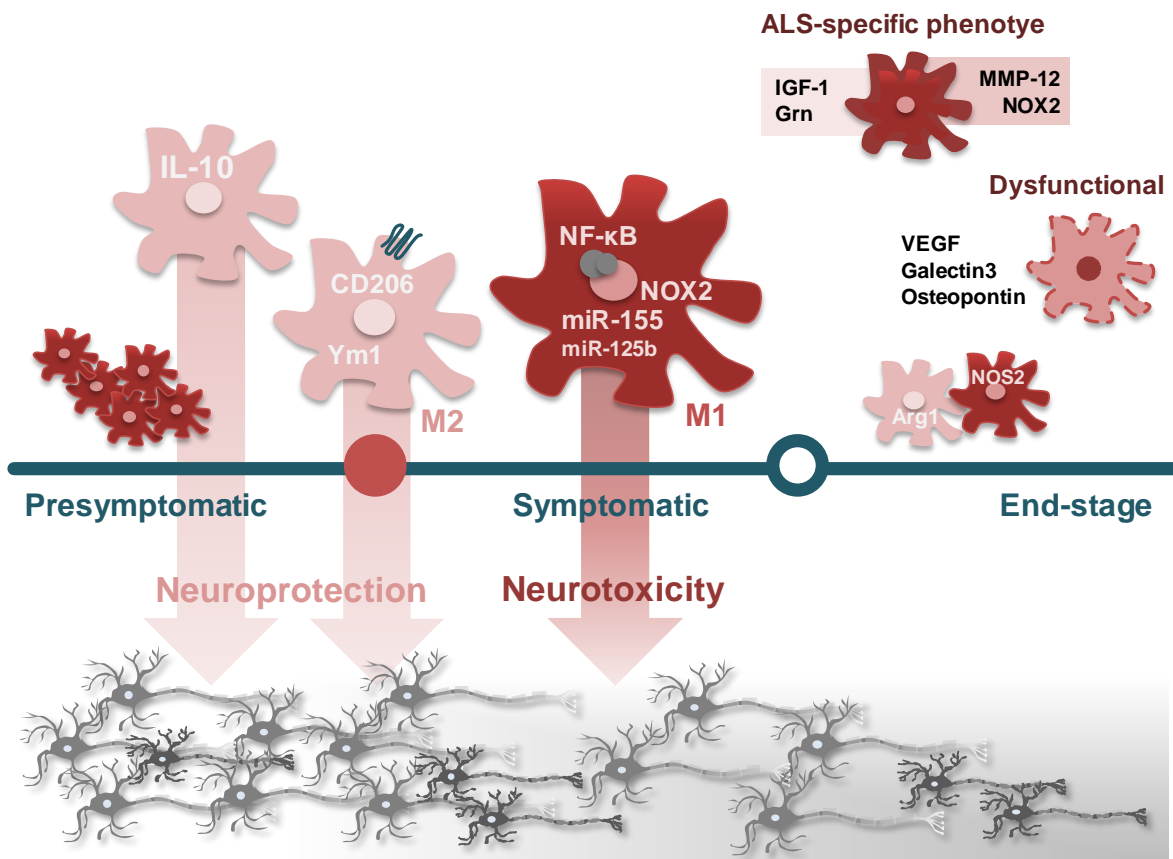 ALS-specific phenotye
IGF-1
Grn
MMP-12
NOX2
IL-10
Dysfunctional
VEGF
Galectin3
Osteopontin
CD206
Ym1
M2
NF-κB
NOX2
miR-155
miR-125b
M1
NOS2
Arg1
Presymptomatic
Symptomatic
End-stage
Neuroprotection
Neurotoxicity